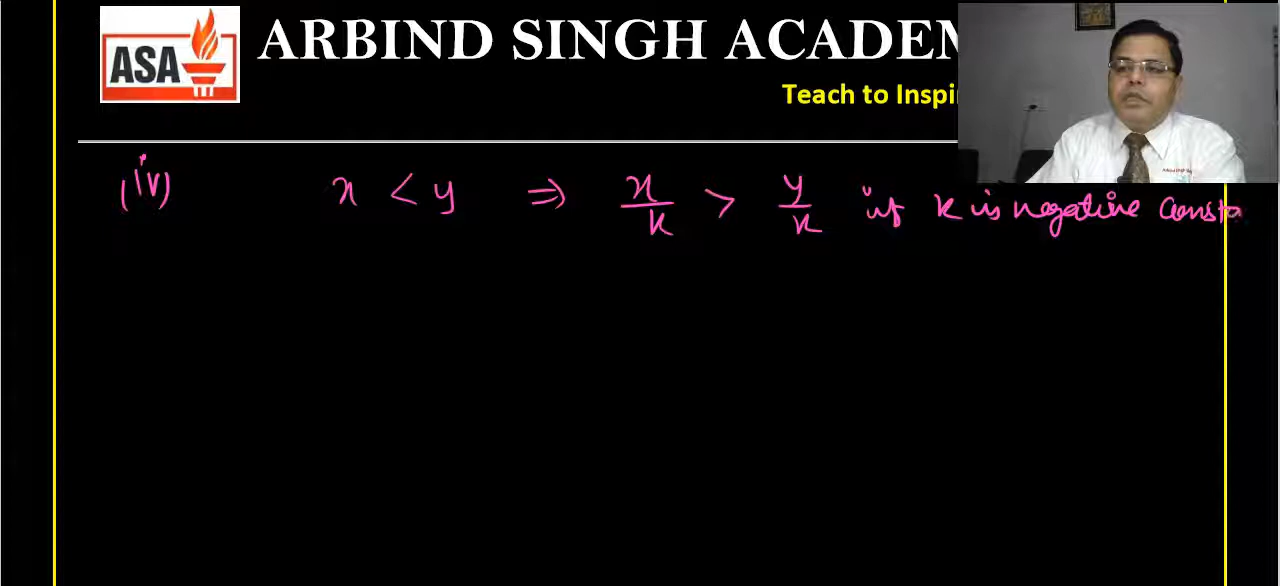 ASA
ARBIND SINGH ACADEM
Teach to Inspi
(iv) x < y ⇒ x/k > y/k if k is negative consta